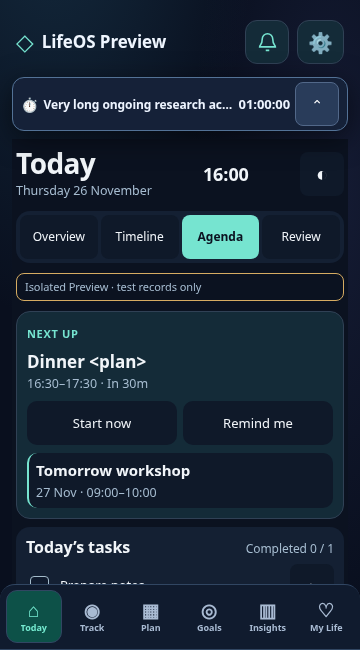 LifeOS Preview
Very long ongoing research ac... 01:00:00
Today
Thursday 26 November
16:00
Overview Timeline Agenda Review
Isolated Preview · test records only
NEXT UP
Dinner <plan>
16:30–17:30 · In 30m
Start now Remind me
Tomorrow workshop
27 Nov · 09:00–10:00
Today’s tasks Completed 0 / 1
Prepare notes
Today Track Plan Goals Insights My Life